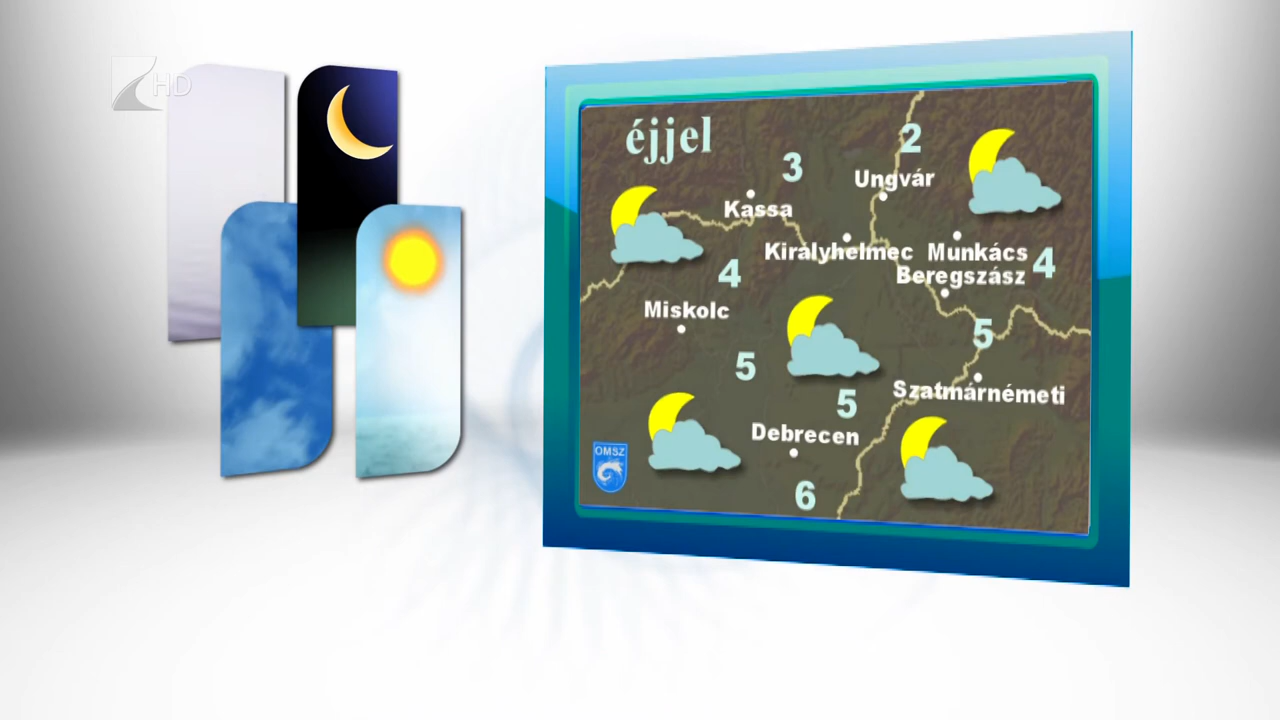 HD
éjjel
2
3
Ungvár
Kassa
Királyhelmec
Munkács
4
Beregszász
4
Miskolc
5
5
Szatmárnémeti
5
Debrecen
OMSZ
6